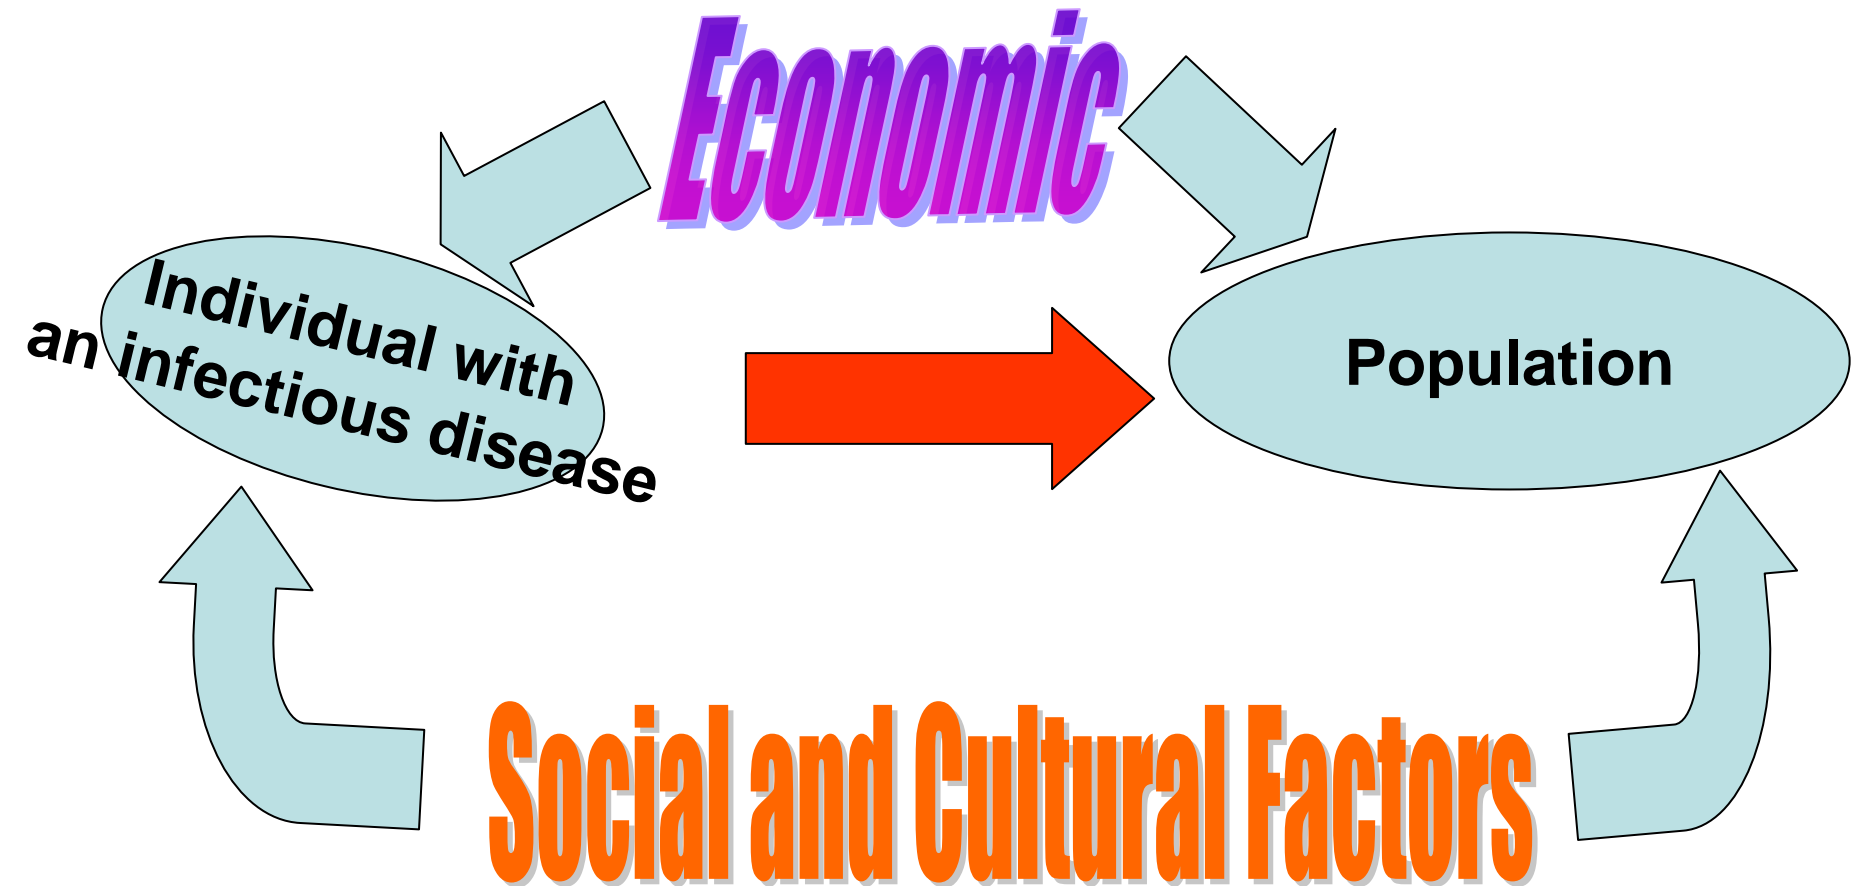 Economic
Individual with
an infectious disease
Population
Social and Cultural Factors